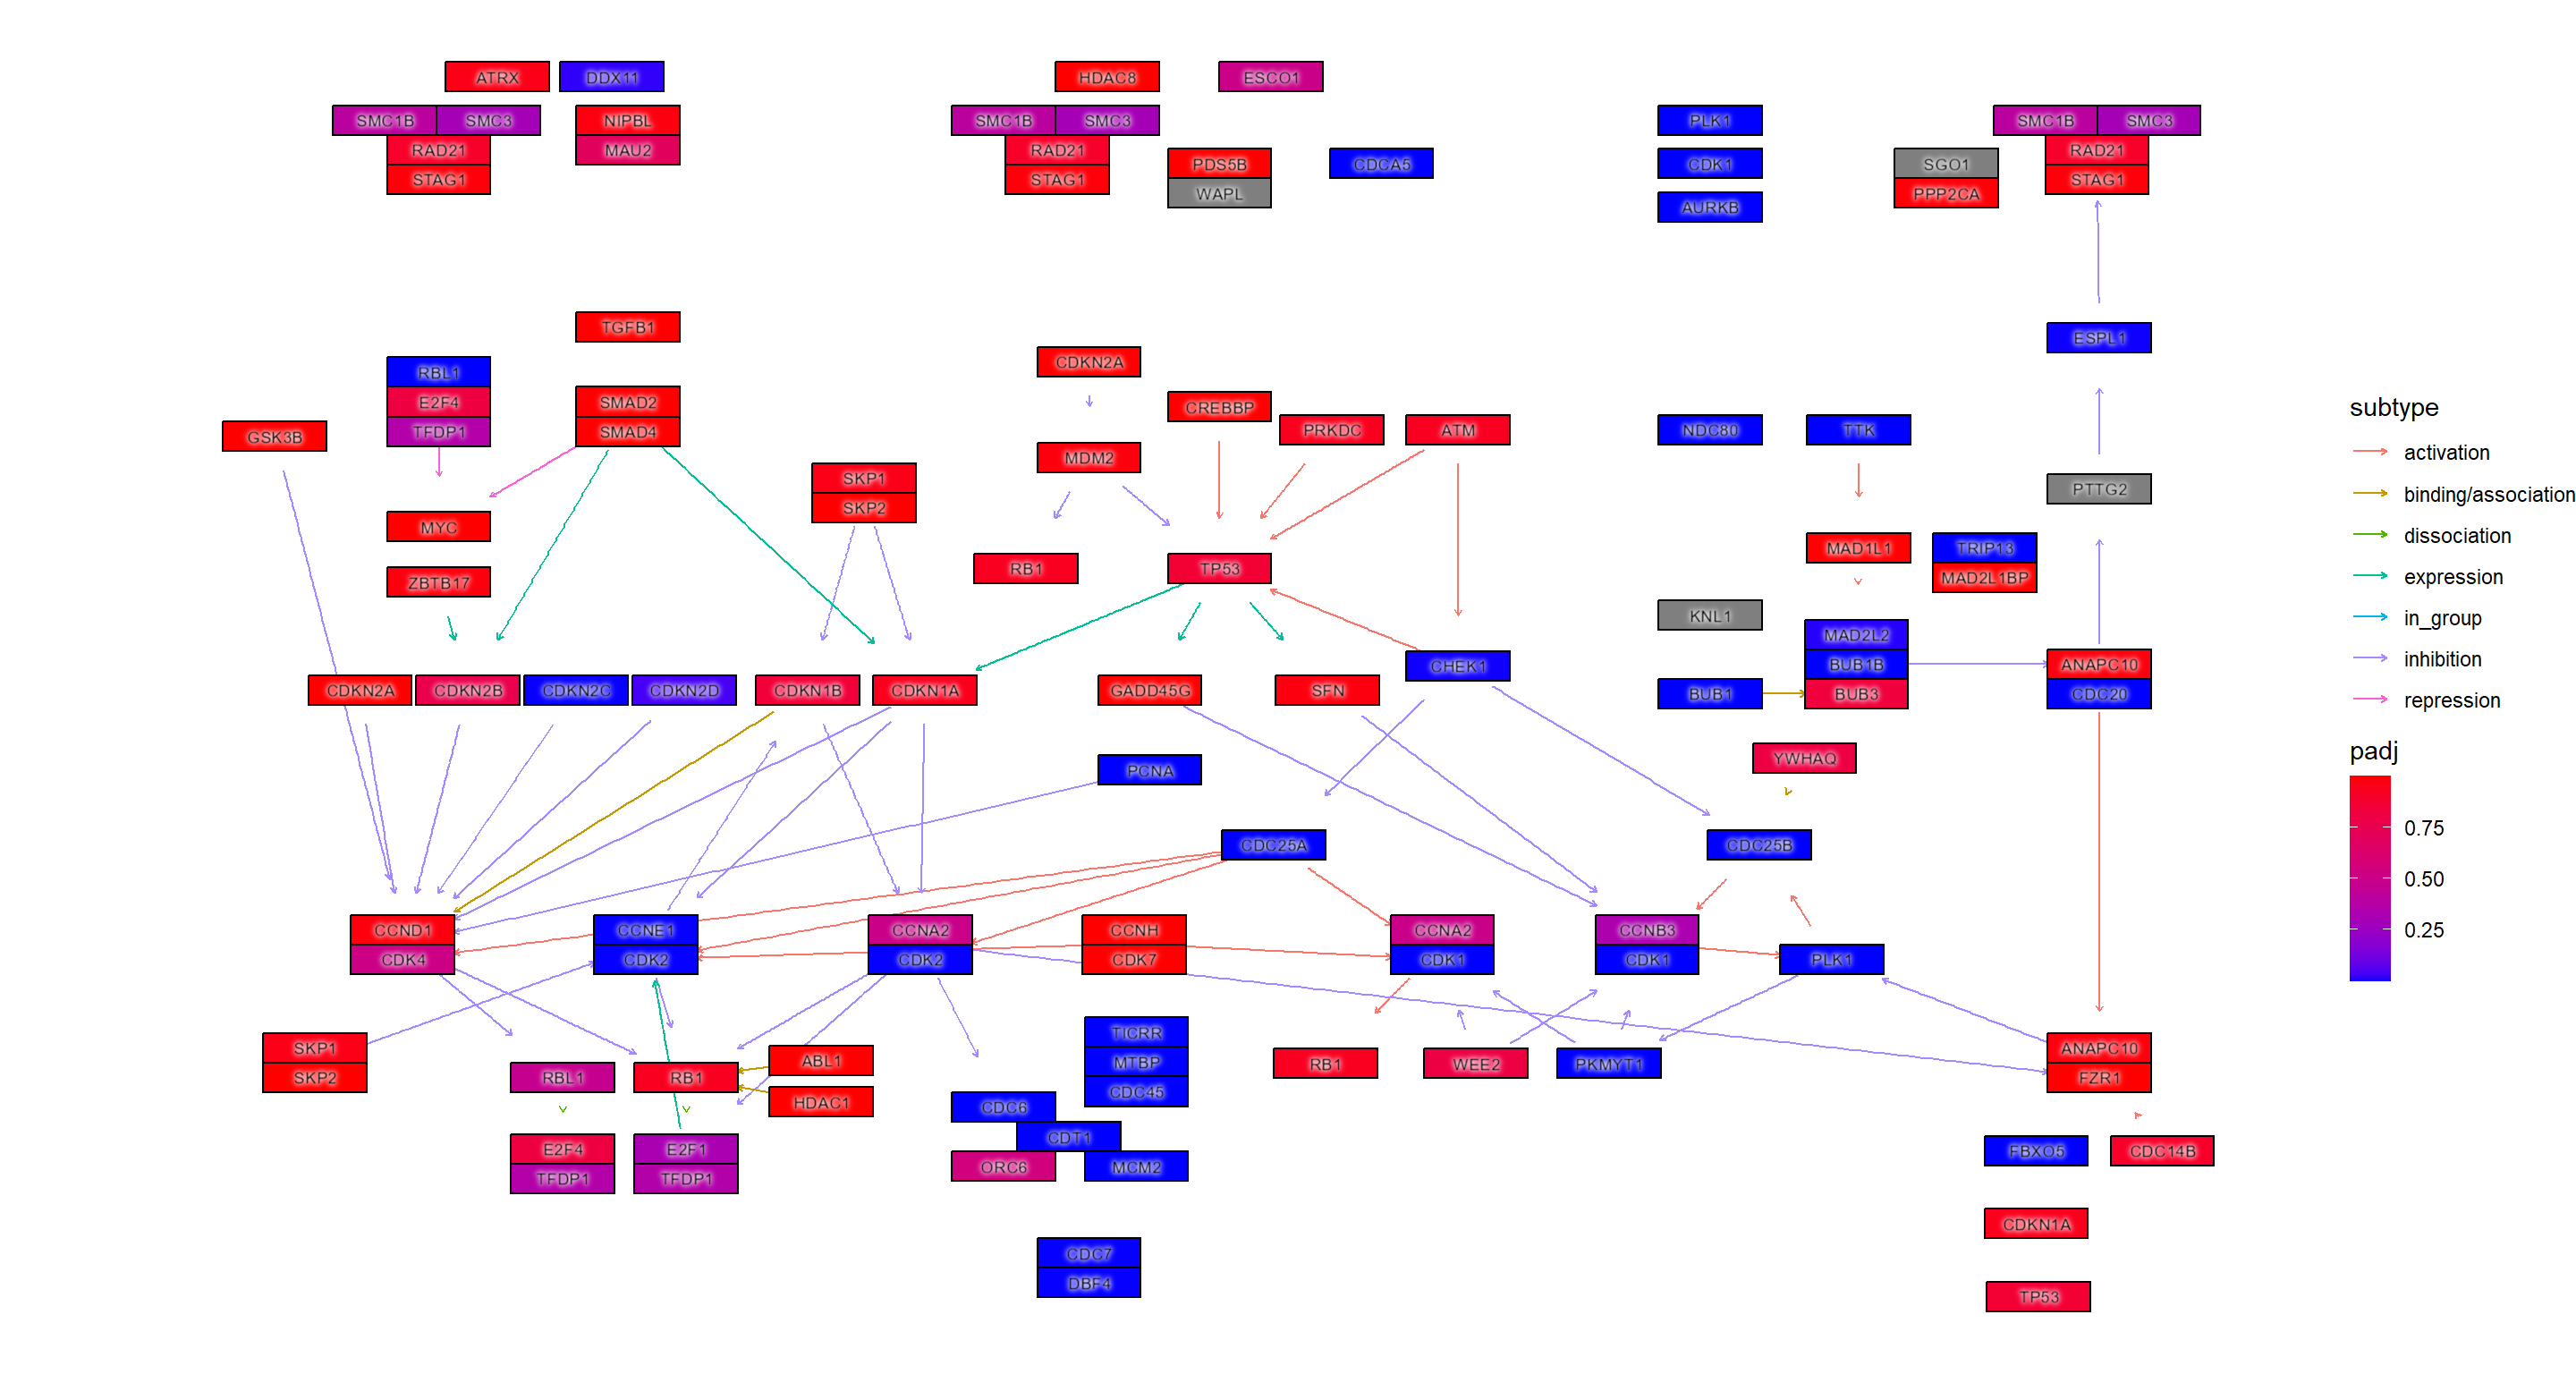 ATRX
DDX11
HDAC8
ESCO1
SMC1B
SMC3
NIPBL
SMC1B
SMC3
PLK1
SMC1B
SMC3
RAD21
MAU2
RAD21
PDS5B
CDCA5
CDK1
SGO1
RAD21
STAG1
STAG1
WAPL
AURKB
PPP2CA
STAG1
TGFB1
ESPL1
RBL1
CDKN2A
E2F4
SMAD2
CREBBP
TFDP1
SMAD4
GSK3B
PRKDC
ATM
NDC80
TTK
MDM2
SKP1
SKP2
PTTG2
MYC
ZBTB17
RB1
TP53
MAD1L1
TRIP13
MAD2L1BP
KNL1
MAD2L2
CHEK1
BUB1B
ANAPC10
CDKN2A
CDKN2B
CDKN2C
CDKN2D
CDKN1B
CDKN1A
GADD45G
SFN
BUB1
BUB3
CDC20
PCNA
YWHAQ
CDC25A
CDC25B
CCND1
CCNE1
CCNA2
CCNH
CCNA2
CCNB3
CDK4
CDK2
CDK2
CDK7
CDK1
CDK1
PLK1
SKP1
SKP2
TICRR
MTBP
CDC45
ABL1
RBL1
RB1
HDAC1
RB1
WEE2
PKMYT1
ANAPC10
FZR1
CDC6
CDT1
ORC6
MCM2
E2F4
TFDP1
E2F1
TFDP1
FBXO5
CDC14B
CDKN1A
CDC7
DBF4
TP53
subtype
activation
binding/association
dissociation
expression
in_group
inhibition
repression
padj
0.75
0.50
0.25